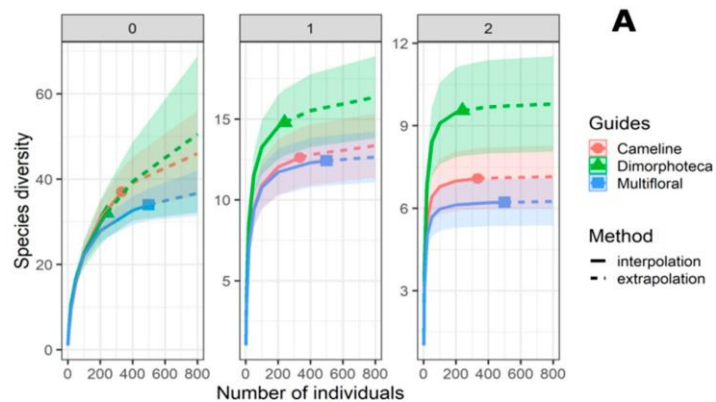 A
0 1 2
Species diversity
60
40
20
0
15
10
5
12
9
6
3
0 200 400 600 800 0 200 400 600 800 0 200 400 600 800
Number of individuals
Guides
Cameline
Dimorphoteca
Multifloral
Method
interpolation
extrapolation